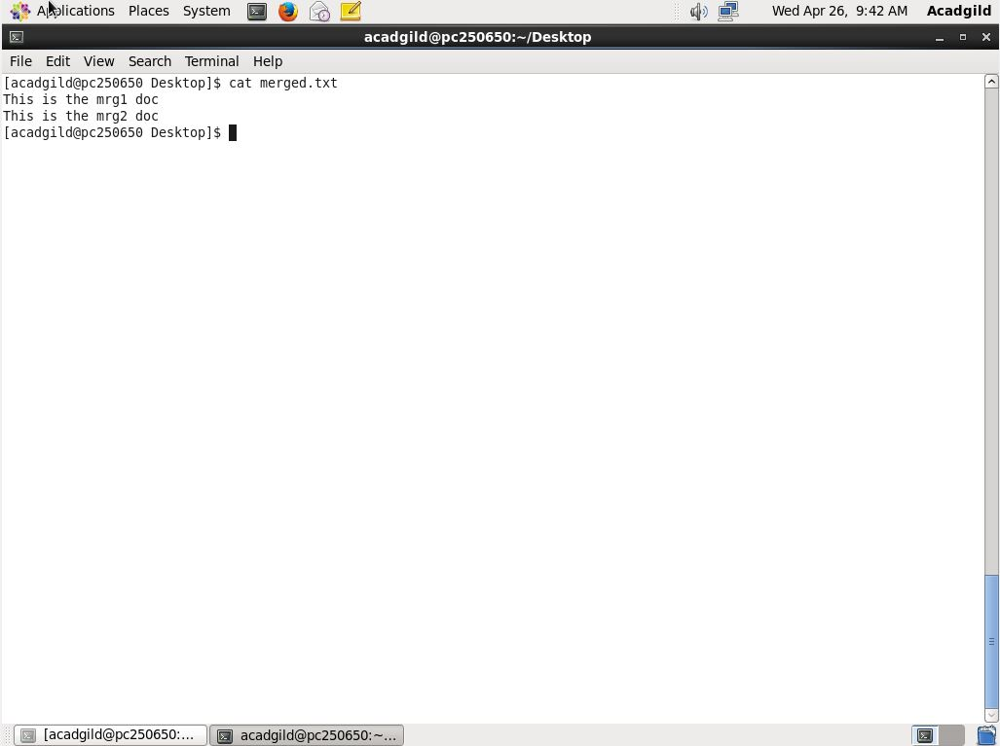 Applications Places System Wed Apr 26, 9:42 AM Acadgild
acadgild@pc250650:~/Desktop
File Edit View Search Terminal Help
[acadgild@pc250650 Desktop]$ cat merged.txt
This is the mrg1 doc
This is the mrg2 doc
[acadgild@pc250650 Desktop]$
[acadgild@pc250650:... acadgild@pc250650:~...